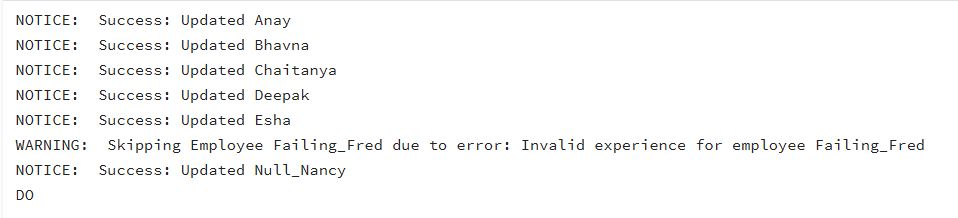 NOTICE:  Success: Updated Anay
NOTICE:  Success: Updated Bhavna
NOTICE:  Success: Updated Chaitanya
NOTICE:  Success: Updated Deepak
NOTICE:  Success: Updated Esha
WARNING:  Skipping Employee Failing_Fred due to error: Invalid experience for employee Failing_Fred
NOTICE:  Success: Updated Null_Nancy
DO